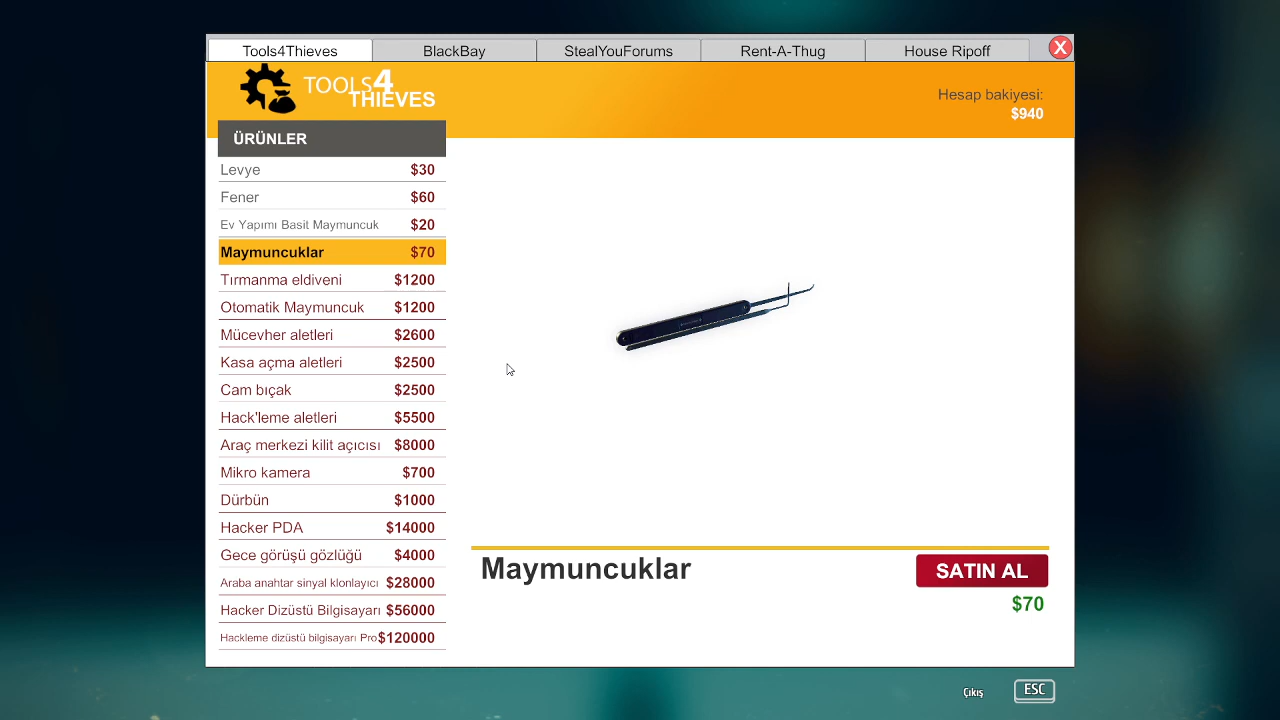 Tools4Thieves
BlackBay
StealYouForums
Rent-A-Thug
House Ripoff
X
TOOLS4
THIEVES
Hesap bakiyesi:
$940
ÜRÜNLER
Levye $30
Fener $60
Ev Yapımı Basit Maymuncuk $20
Maymuncuklar $70
Tırmanma eldiveni $1200
Otomatik Maymuncuk $1200
Mücevher aletleri $2600
Kasa açma aletleri $2500
Cam bıçak $2500
Hack'leme aletleri $5500
Araç merkezi kilit açıcısı $8000
Mikro kamera $700
Dürbün $1000
Hacker PDA $14000
Gece görüşü gözlüğü $4000
Araba anahtar sinyal klonlayıcı $28000
Hacker Dizüstü Bilgisayarı $56000
Hackleme dizüstü bilgisayarı Pro $120000
Maymuncuklar
SATIN AL
$70
Çıkış
ESC